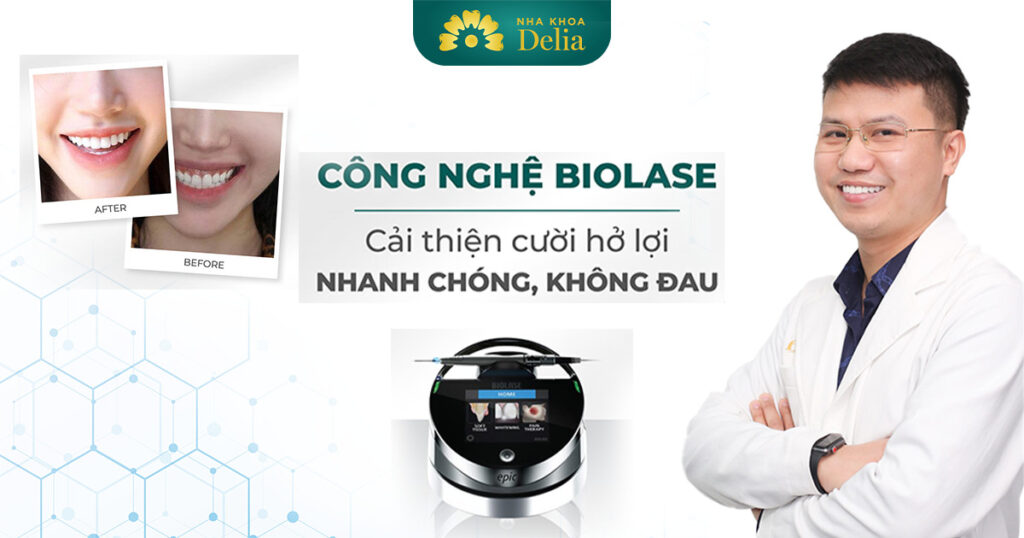 NHA KHOA
Delia
AFTER
BEFORE
CÔNG NGHỆ BIOLASE
Cải thiện cười hở lợi
NHANH CHÓNG, KHÔNG ĐAU
BIOLASE
HOME
SOFT
TISSUE
WHITENING
PAIN
THERAPY
epic